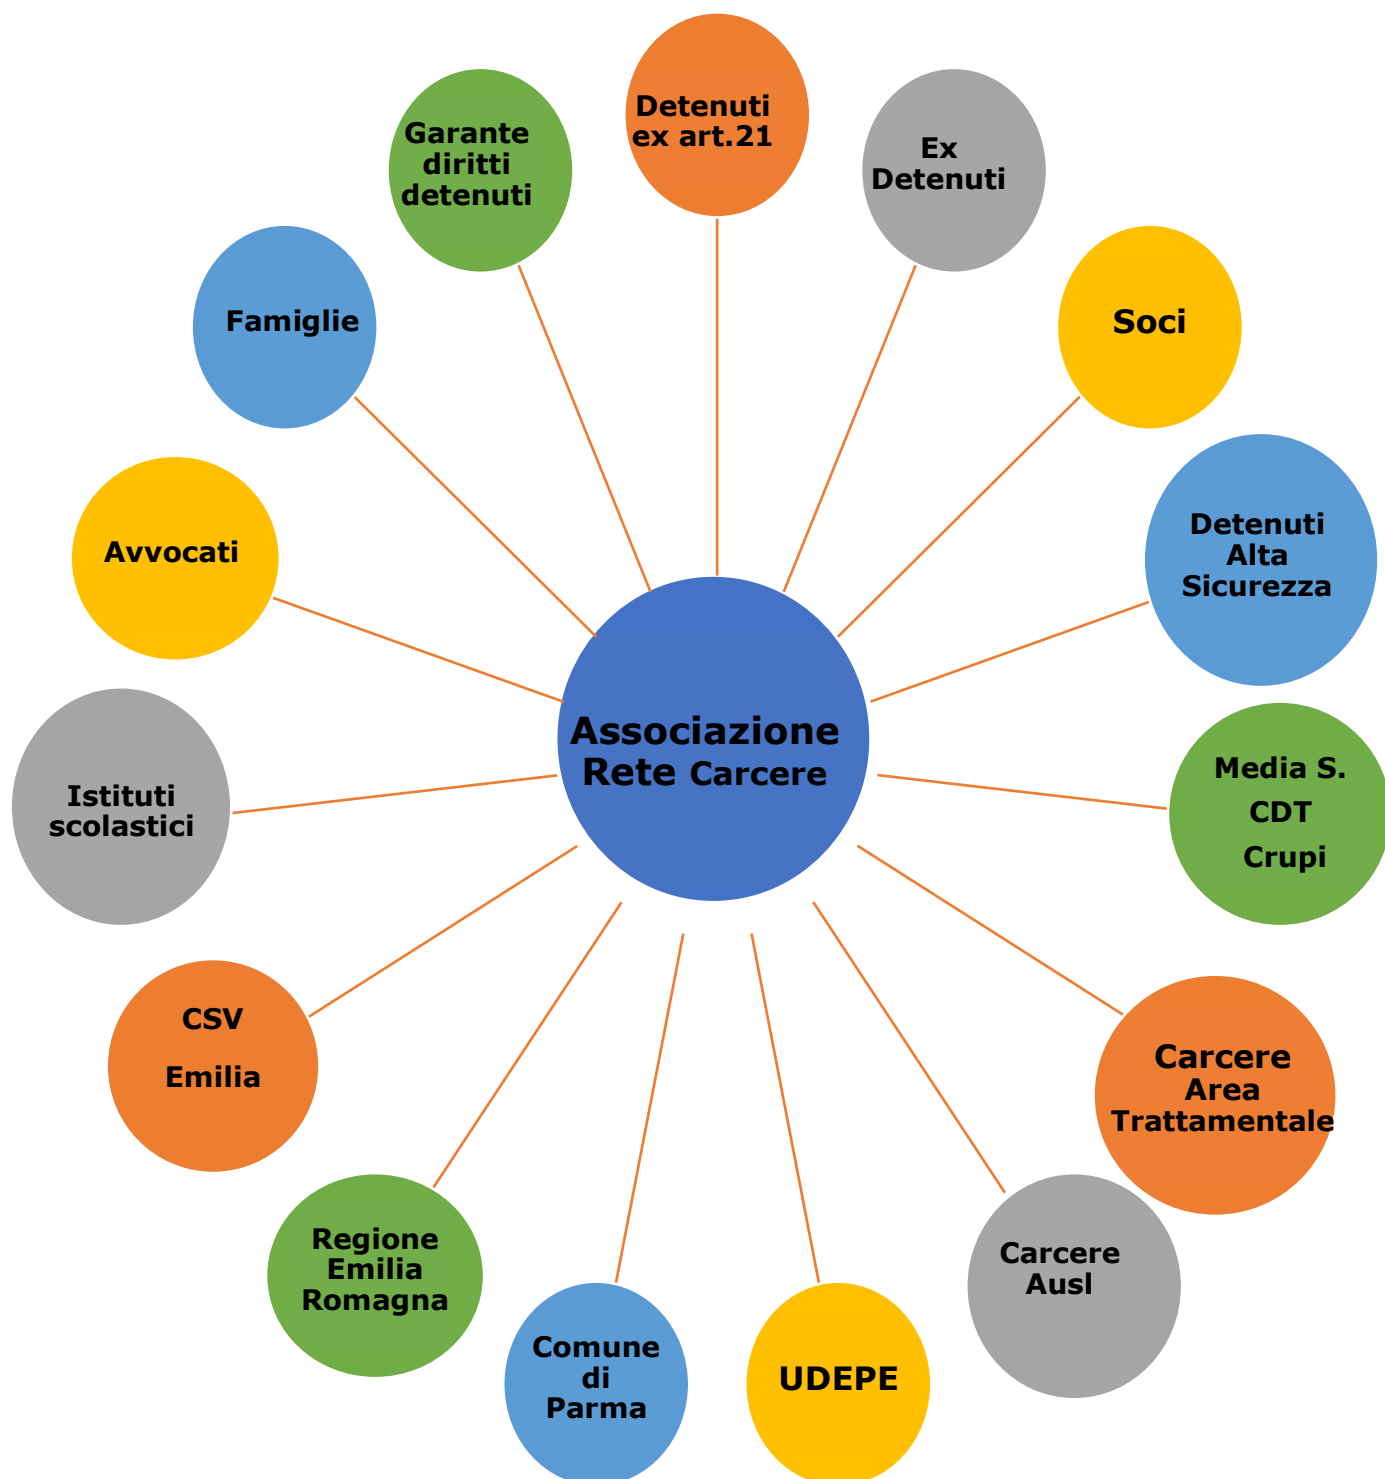 Detenuti
ex art.21
Ex
Detenuti
Soci
Detenuti
Alta
Sicurezza
Media S.
CDT
Crupi
Carcere
Area
Trattamentale
Carcere
Ausl
UDEPE
Comune
di
Parma
Regione
Emilia
Romagna
CSV
Emilia
Istituti
scolastici
Avvocati
Famiglie
Garante
diritti
detenuti
Associazione
Rete Carcere